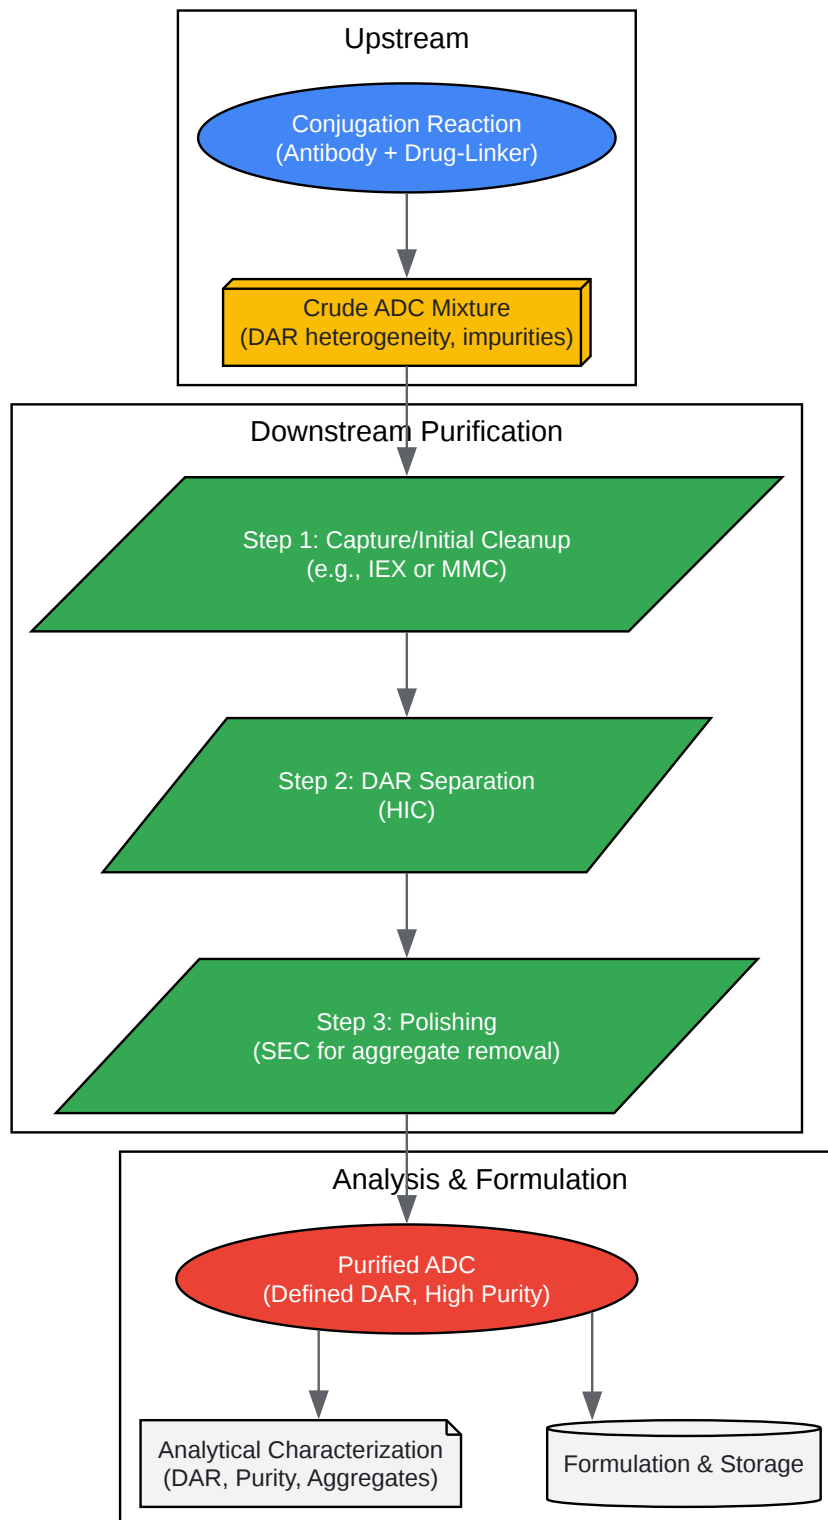 Upstream
Conjugation Reaction
(Antibody + Drug-Linker)
Crude ADC Mixture
(DAR heterogeneity, impurities)
Downstream Purification
Step 1: Capture/Initial Cleanup
(e.g., IEX or MMC)
Step 2: DAR Separation
(HIC)
Step 3: Polishing
(SEC for aggregate removal)
Analysis & Formulation
Purified ADC
(Defined DAR, High Purity)
Analytical Characterization
(DAR, Purity, Aggregates)
Formulation & Storage